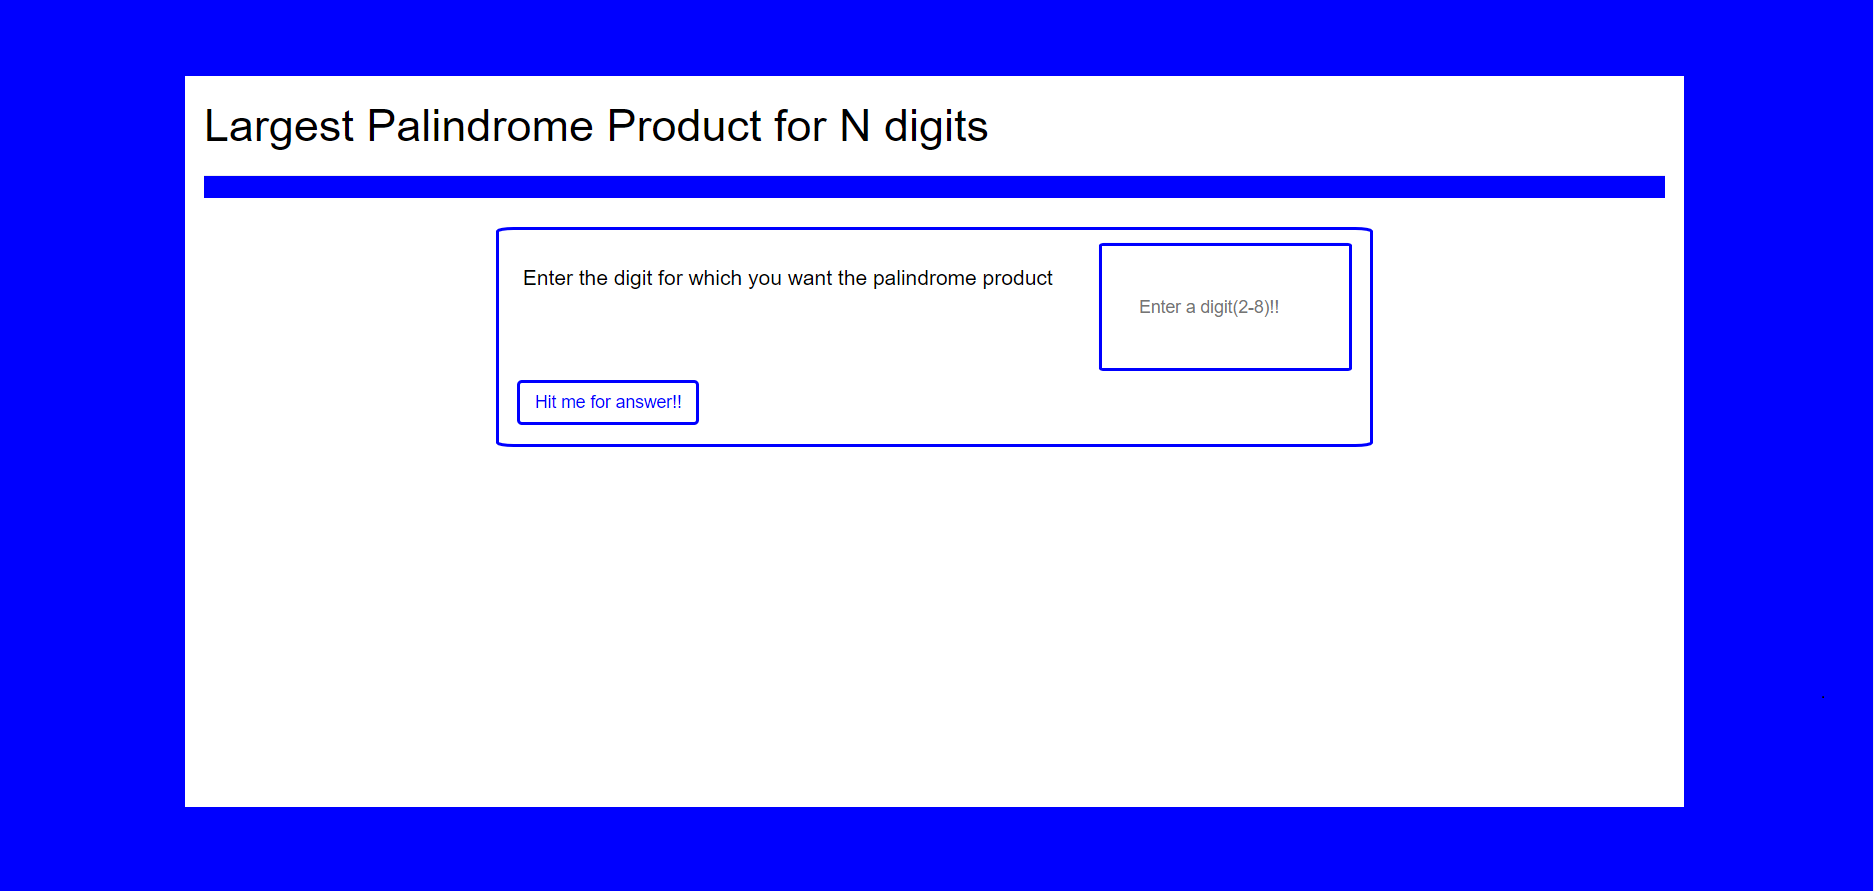 Largest Palindrome Product for N digits
Enter the digit for which you want the palindrome product
Enter a digit(2-8)!!
Hit me for answer!!